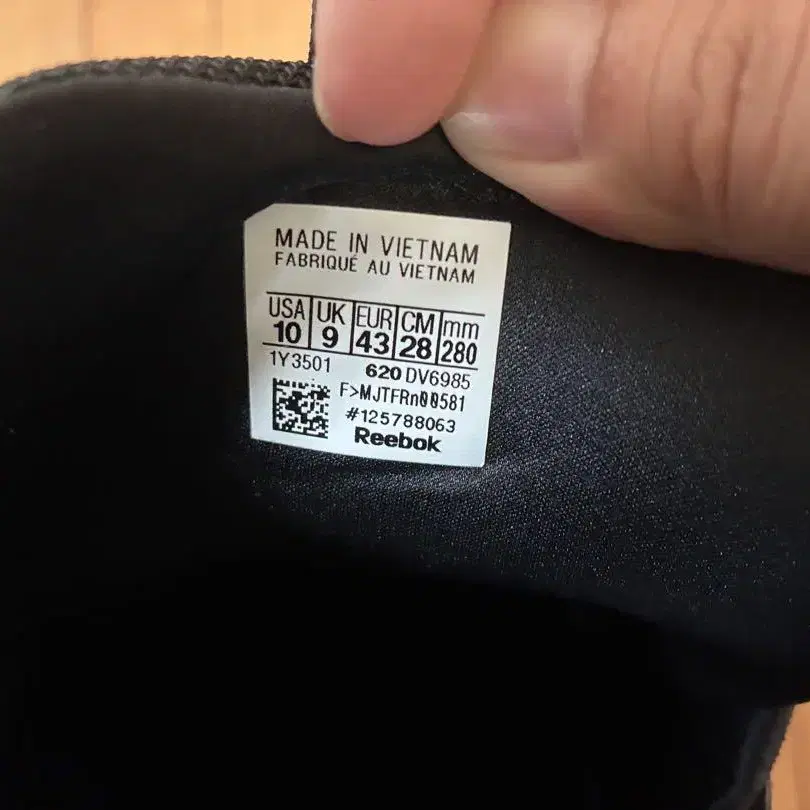 MADE IN VIETNAM
FABRIQUÉ AU VIETNAM
USA UK EUR CM mm
10 9 43 28 280
1Y3501 620 DV6985
F>MJTFRn00581
#125788063
Reebok